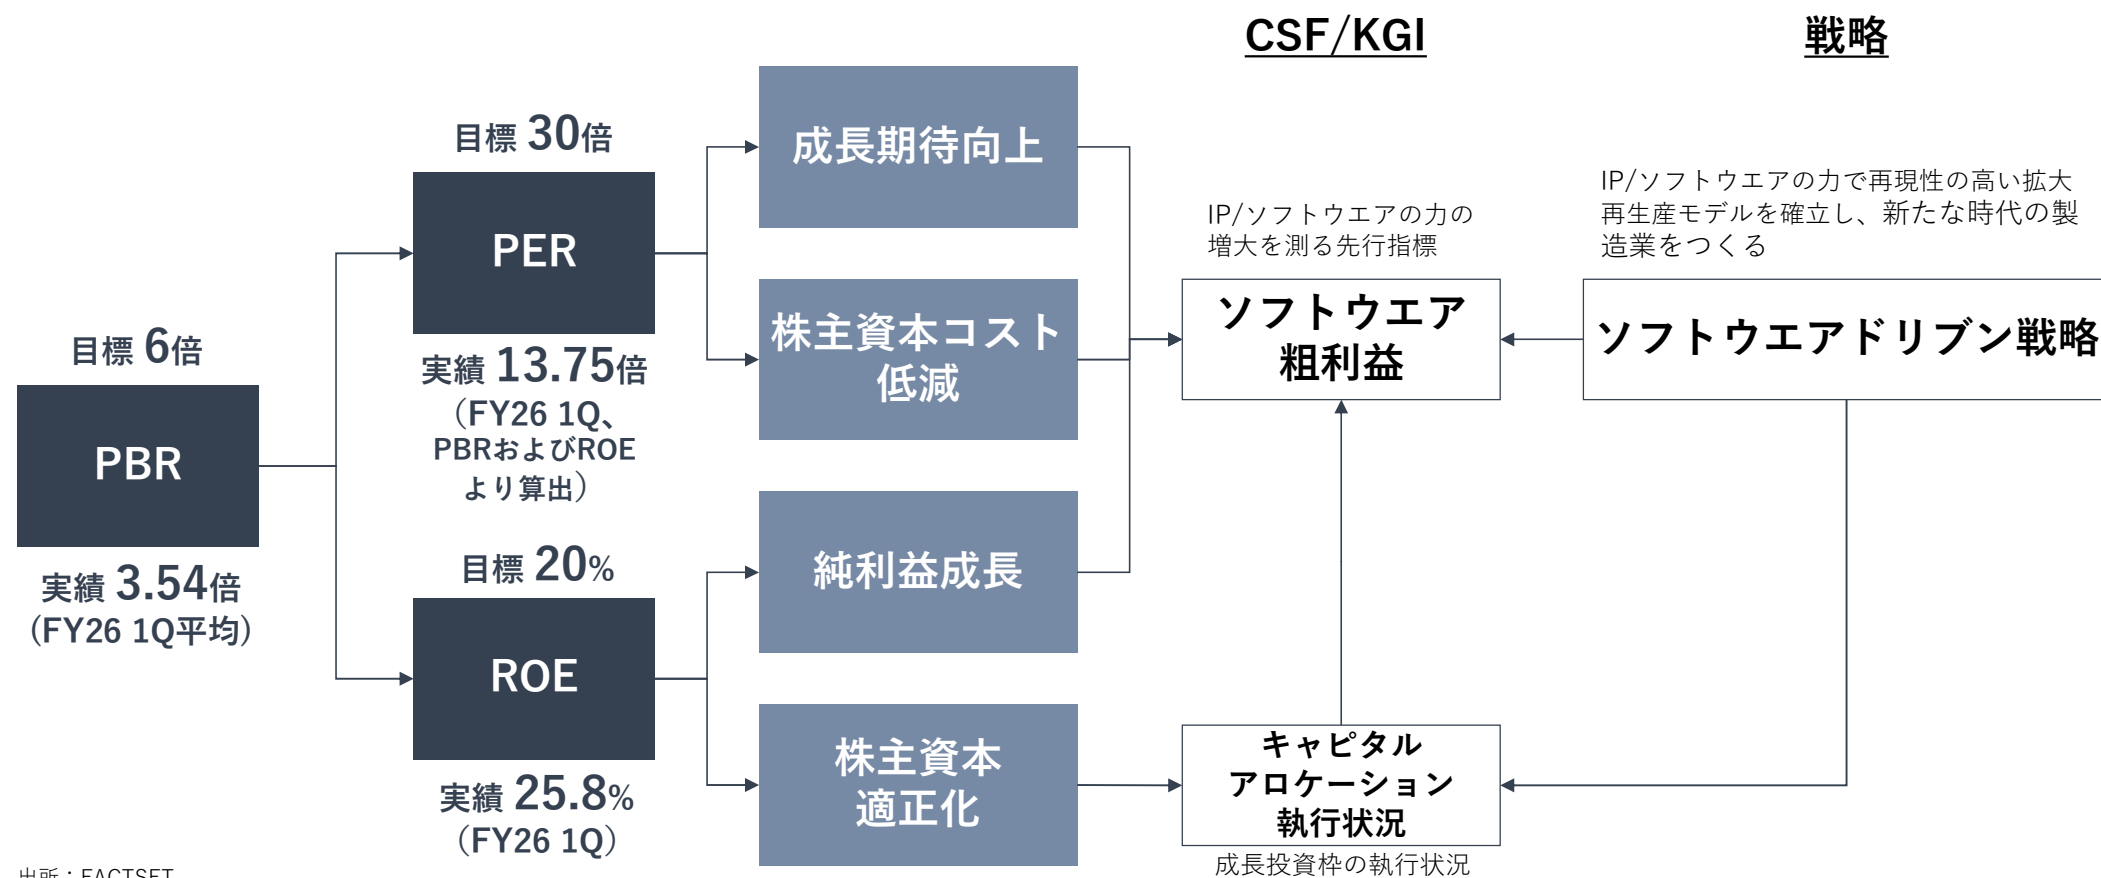 CSF/KGI
戦略
目標 6倍
PBR
実績 3.54倍
(FY26 1Q平均)
目標 30倍
PER
実績 13.75倍
(FY26 1Q、
PBRおよびROE
より算出)
目標 20%
ROE
実績 25.8%
(FY26 1Q)
成長期待向上
株主資本コスト
低減
純利益成長
株主資本
適正化
IP/ソフトウエアの力の
増大を測る先行指標
ソフトウエア
粗利益
キャピタル
アロケーション
執行状況
成長投資枠の執行状況
IP/ソフトウエアの力で再現性の高い拡大
再生産モデルを確立し、新たな時代の製
造業をつくる
ソフトウエアドリブン戦略
出所：FACTSET